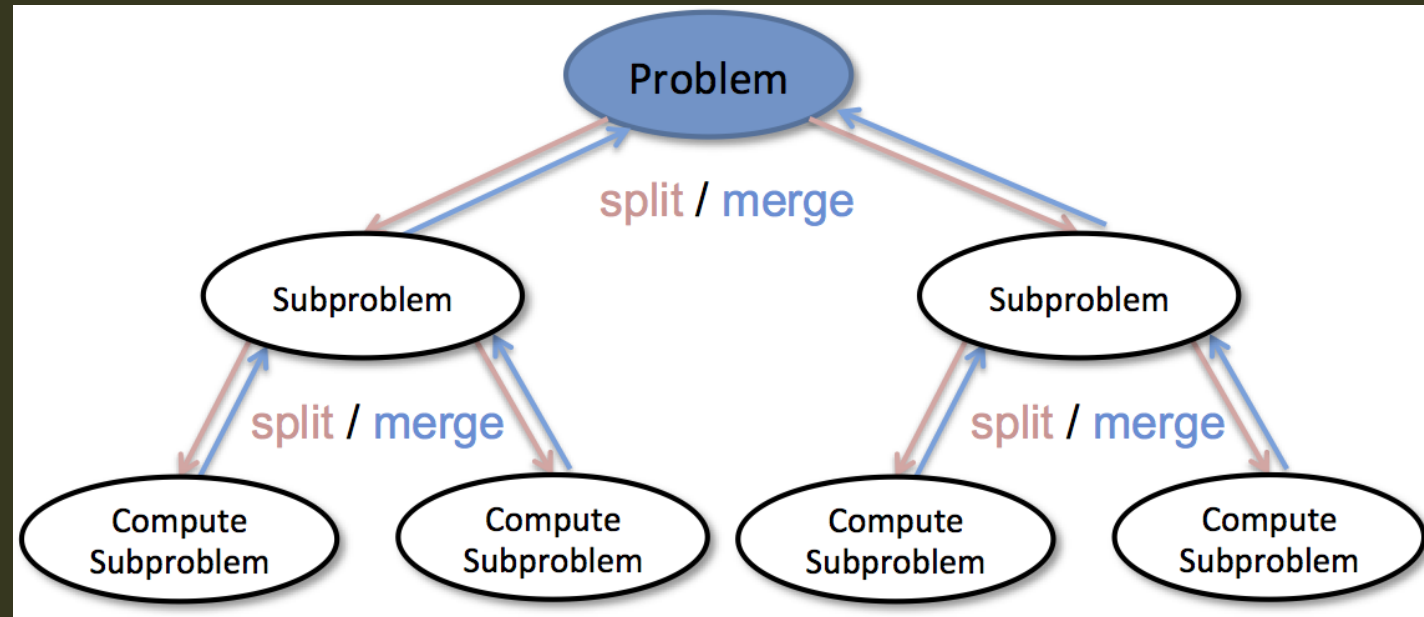 Problem
split / merge
Subproblem
Subproblem
split / merge
split / merge
Compute
Subproblem
Compute
Subproblem
Compute
Subproblem
Compute
Subproblem